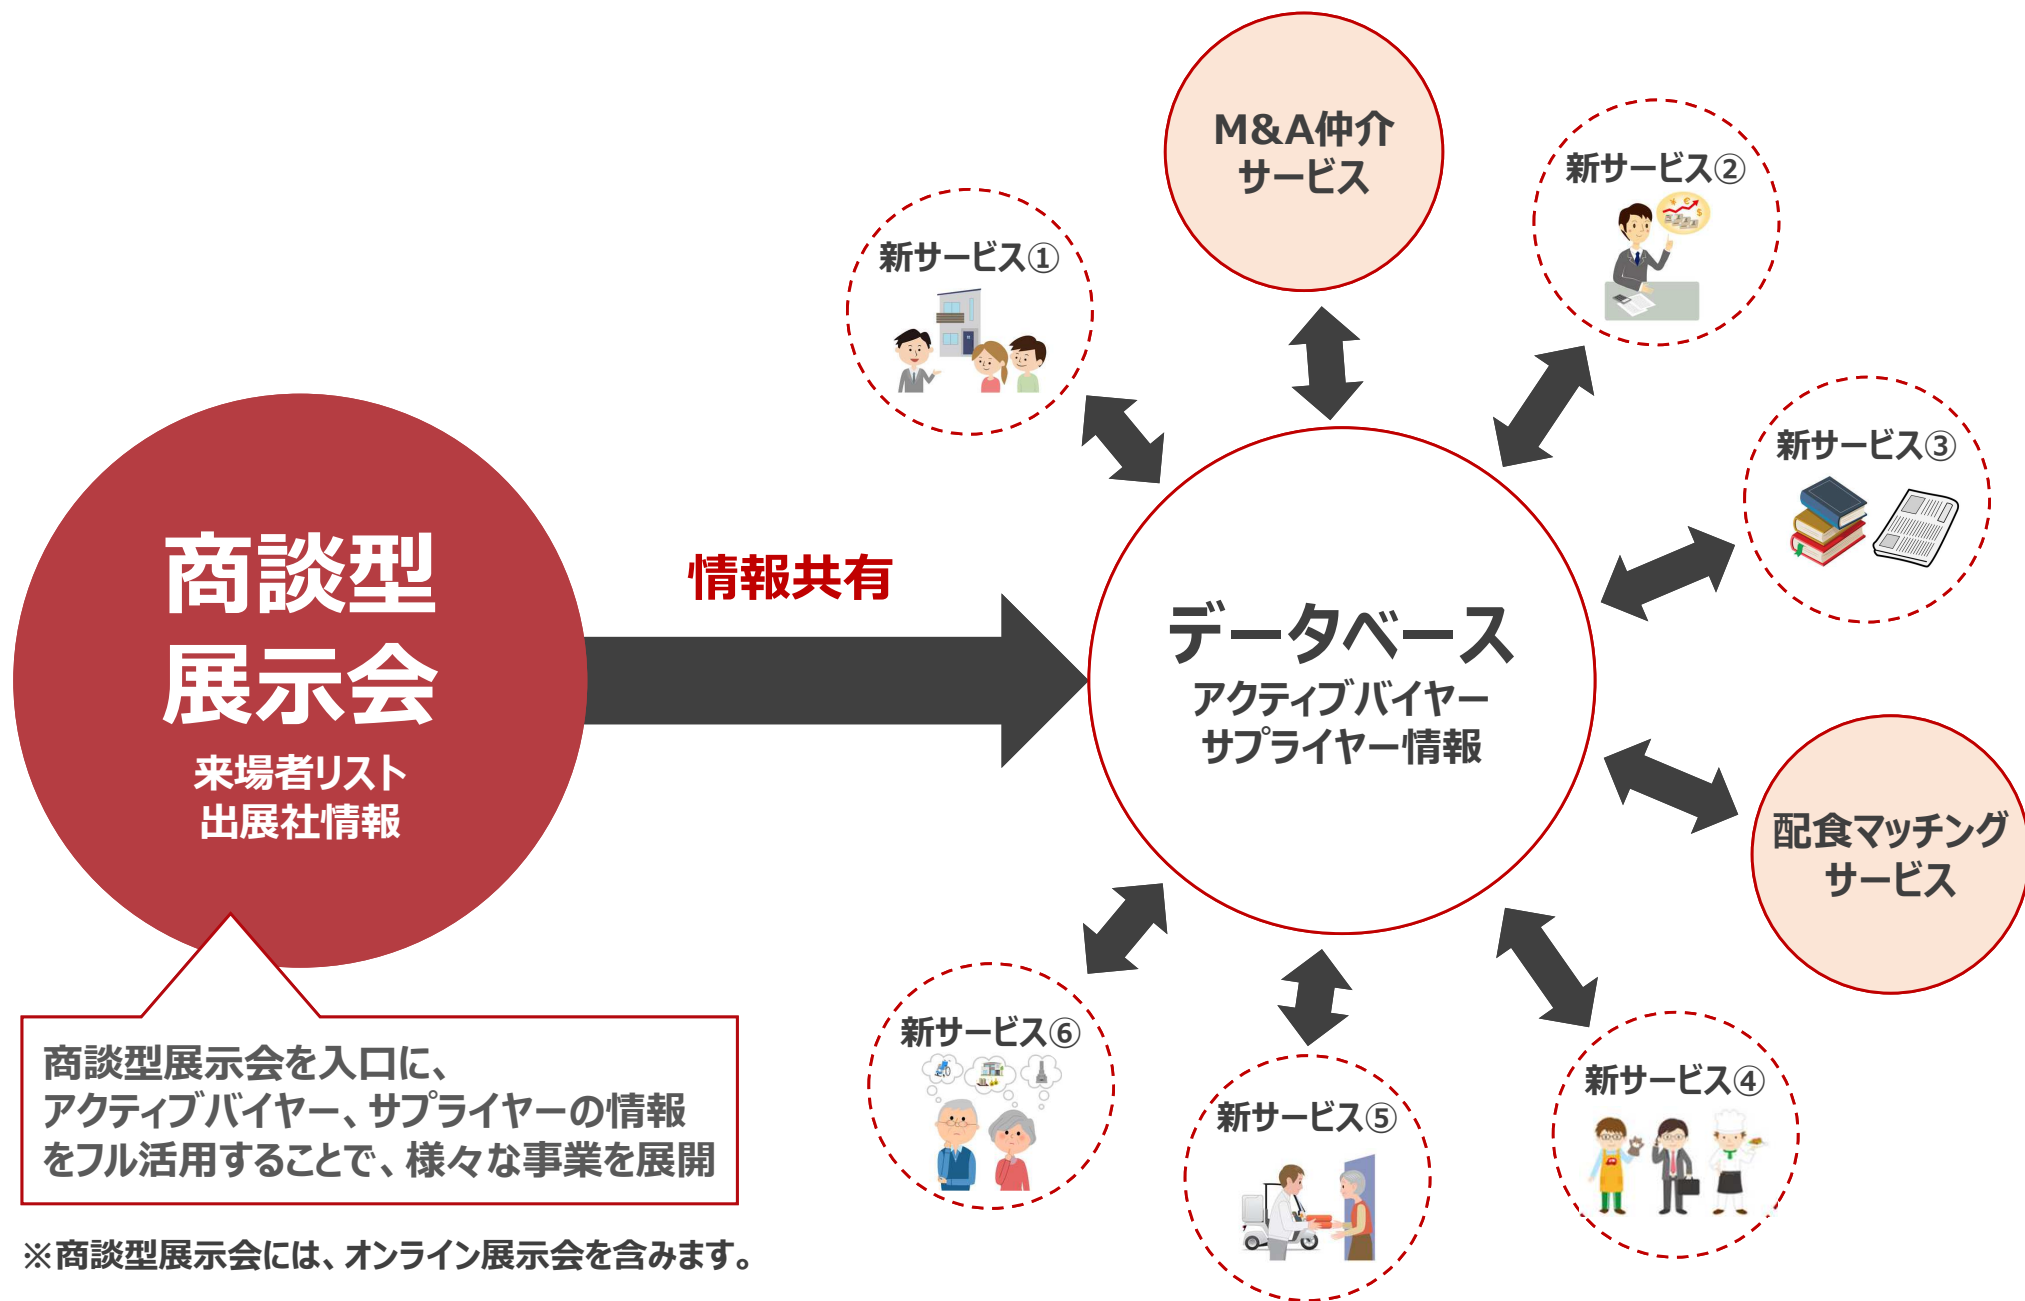 商談型
展示会
来場者リスト
出展社情報
商談型展示会を入口に、
アクティブバイヤー、サプライヤーの情報
をフル活用することで、様々な事業を展開
※商談型展示会には、オンライン展示会を含みます。
情報共有
データベース
アクティブバイヤー
サプライヤー情報
新サービス①
M&A仲介
サービス
新サービス②
新サービス③
配食マッチング
サービス
新サービス④
新サービス⑤
新サービス⑥